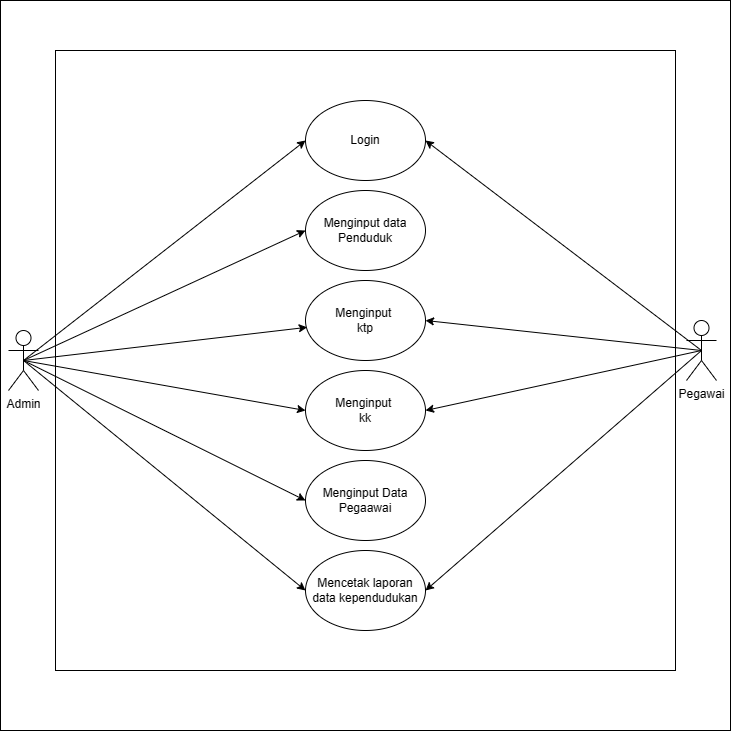 Login
Menginput data
Penduduk
Menginput
ktp
Menginput
kk
Menginput Data
Pegaawai
Mencetak laporan
data kependudukan
Admin
Pegawai